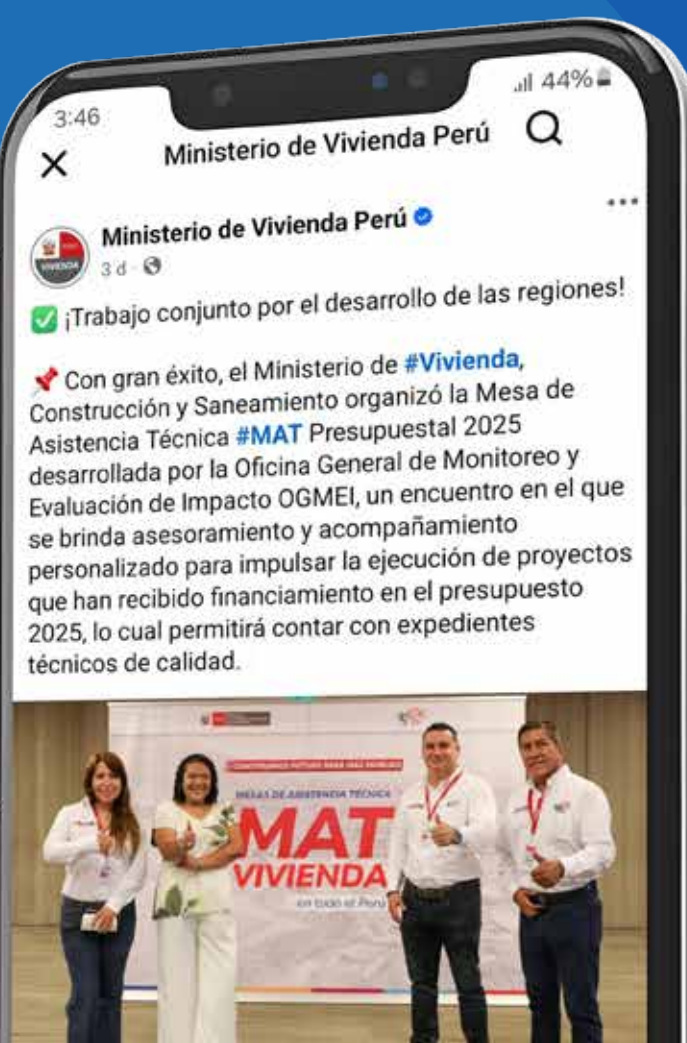 3:46
44%
Ministerio de Vivienda Perú
Ministerio de Vivienda Perú
VIVIENDA
3 d
¡Trabajo conjunto por el desarrollo de las regiones!
Con gran éxito, el Ministerio de #Vivienda,
Construcción y Saneamiento organizó la Mesa de
Asistencia Técnica #MAT Presupuestal 2025
desarrollada por la Oficina General de Monitoreo y
Evaluación de Impacto OGMEI, un encuentro en el que
se brinda asesoramiento y acompañamiento
personalizado para impulsar la ejecución de proyectos
que han recibido financiamiento en el presupuesto
2025, lo cual permitirá contar con expedientes
técnicos de calidad.
MESAS DE ASISTENCIA TÉCNICA
MAT
VIVIENDA
en todo el Perú